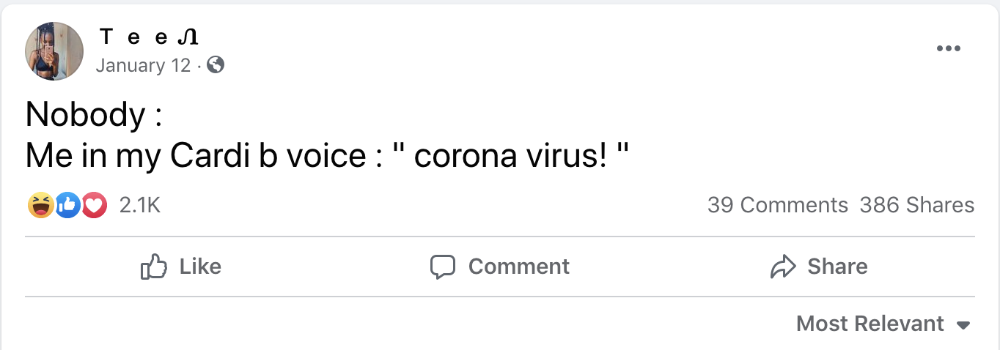 T e e Ꮑ
January 12 ·
Nobody :
Me in my Cardi b voice : " corona virus! "
2.1K 39 Comments 386 Shares
Like Comment Share
Most Relevant